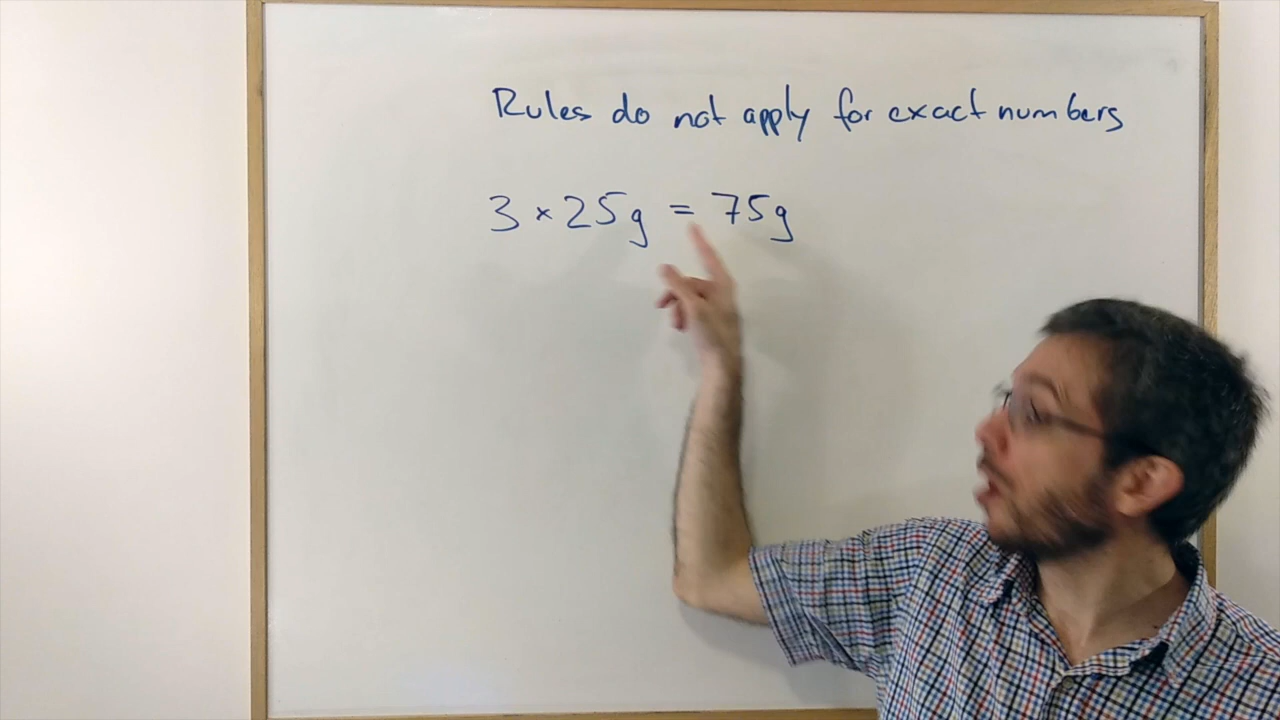 Rules do not apply for exact numbers
3 × 25g = 75g